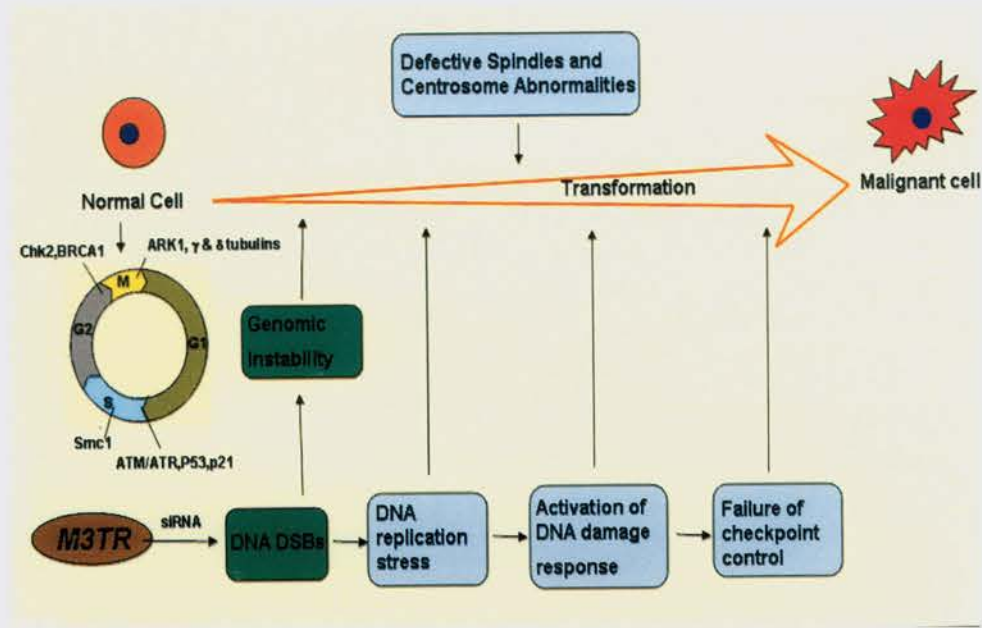 Defective Spindles and
Centrosome Abnormalities
Normal Cell
Transformation
Malignant cell
Chk2,BRCA1
ARK1, γ & δ tubulins
M
G2
G1
S
Smc1
ATM/ATR,P53,p21
Genomic
instability
M3TR
siRNA
DNA DSBs
DNA
replication
stress
Activation of
DNA damage
response
Failure of
checkpoint
control